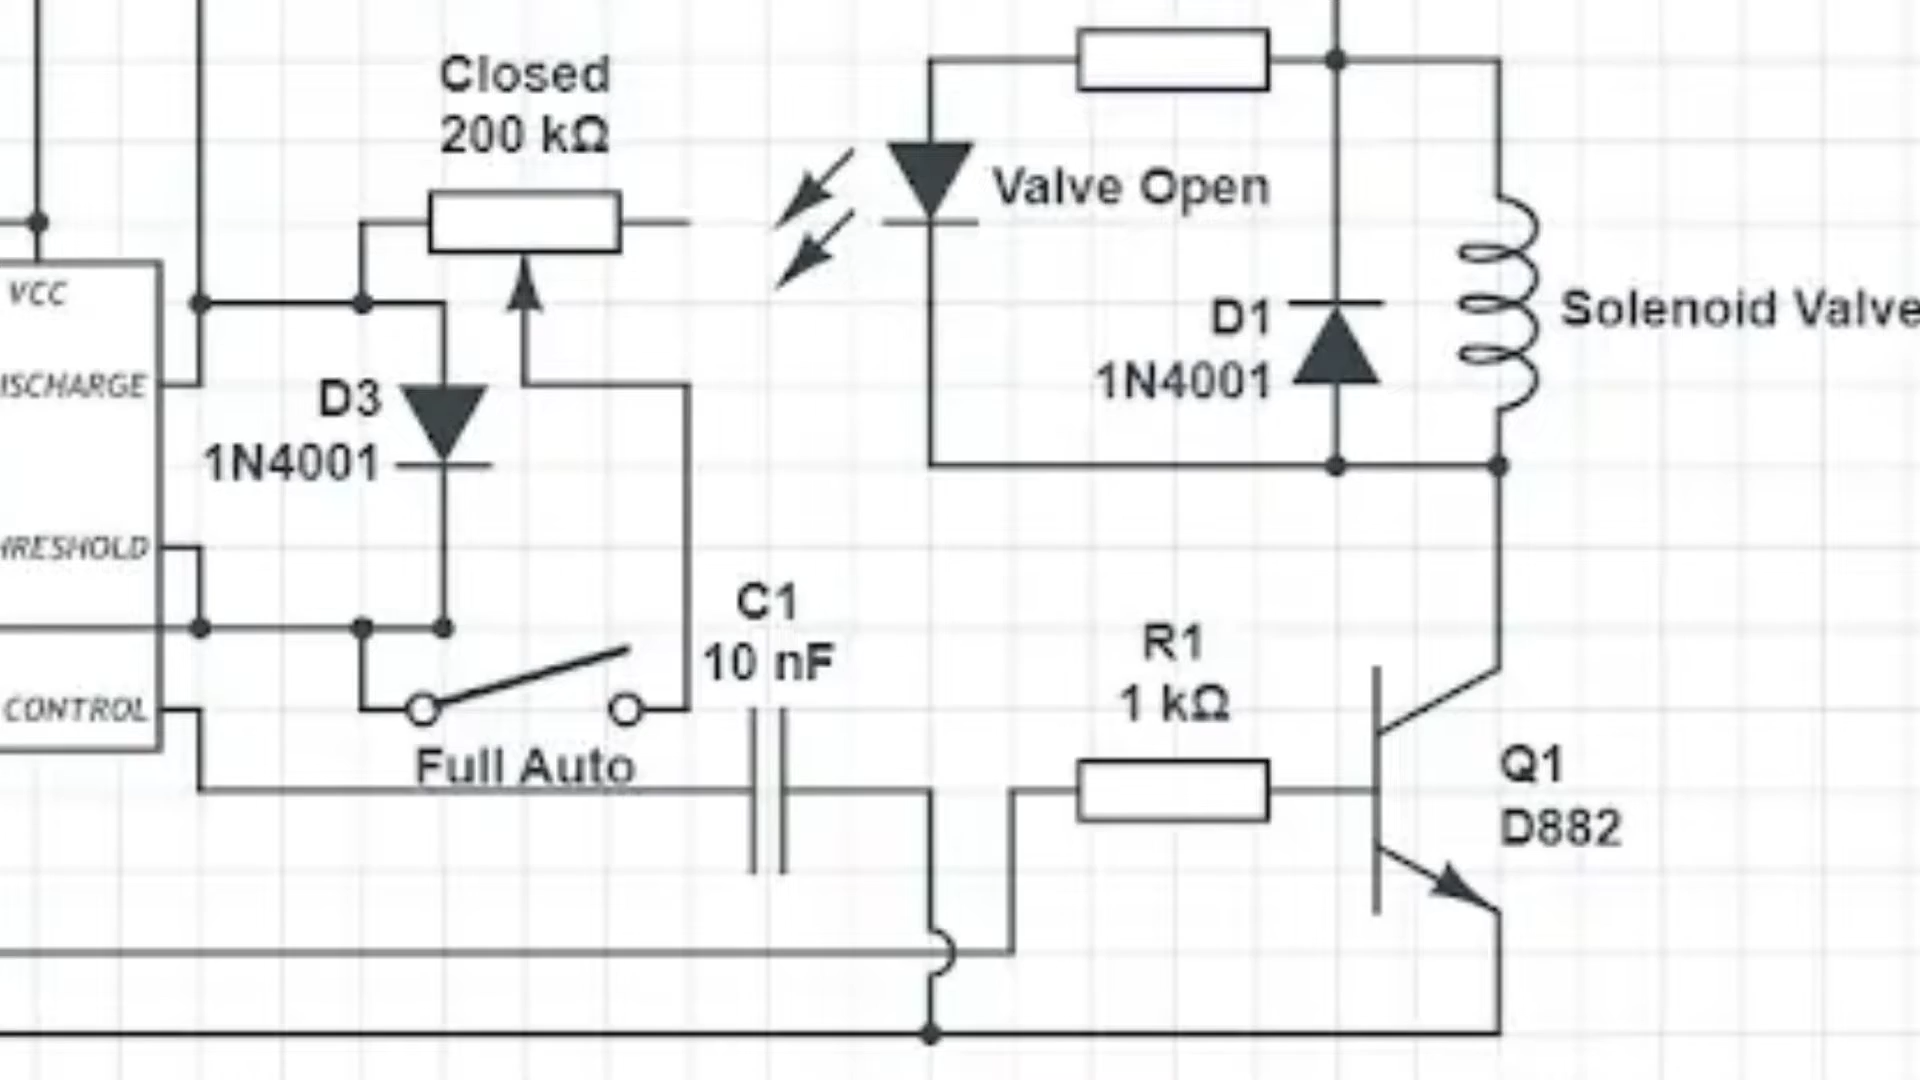 Closed
200 kΩ
Valve Open
VCC
D1
1N4001
Solenoid Valve
ISCHARGE
D3
1N4001
HRESHOLD
C1
10 nF
R1
1 kΩ
CONTROL
Full Auto
Q1
D882